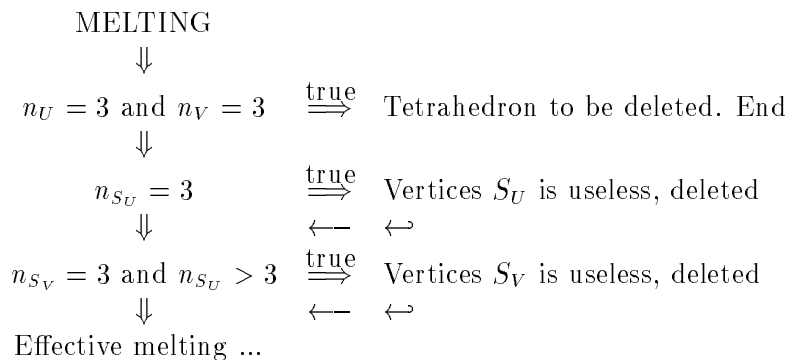 MELTING
⇓
n_U = 3 and n_V = 3 true ⟹ Tetrahedron to be deleted. End
⇓
n_{S_U} = 3 true ⟹ Vertices S_U is useless, deleted
⇓ ←− ↩
n_{S_V} = 3 and n_{S_U} > 3 true ⟹ Vertices S_V is useless, deleted
⇓ ←− ↩
Effective melting ...